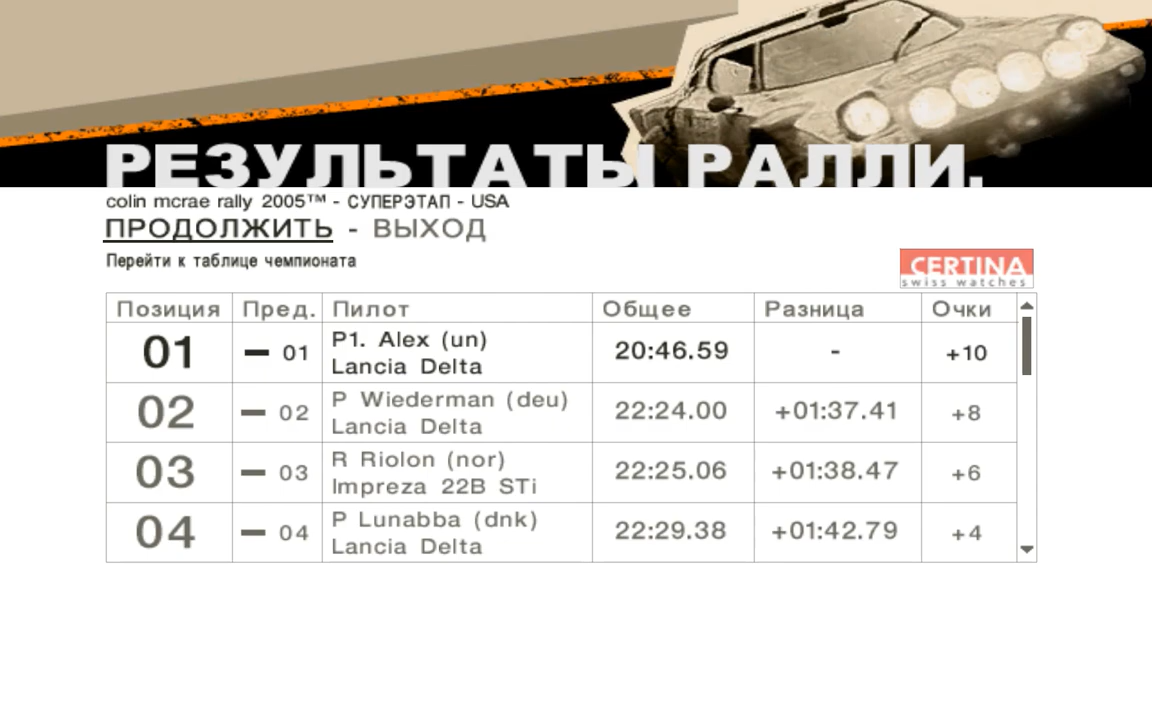 РЕЗУЛЬТАТЫ РАЛЛИ.
colin mcrae rally 2005™ - СУПЕРЭТАП - USA
ПРОДОЛЖИТЬ - ВЫХОД
Перейти к таблице чемпионата
CERTINA
swiss watches
Позиция Пред. Пилот Общее Разница Очки
01 – 01 P1. Alex (un) 20:46.59 - +10
Lancia Delta
02 – 02 P Wiederman (deu) 22:24.00 +01:37.41 +8
Lancia Delta
03 – 03 R Riolon (nor) 22:25.06 +01:38.47 +6
Impreza 22B STi
04 – 04 P Lunabba (dnk) 22:29.38 +01:42.79 +4
Lancia Delta